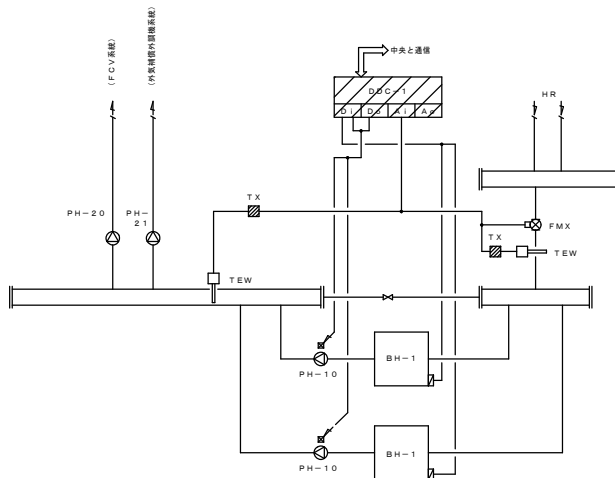 (FCV系統)
(外気補償外調機系統)
中央と通信
DDC-1
Di Do Ai Ao
HR
TX
PH-20
PH-21
FMX
TX
TEW
TEW
BH-1
PH-10
BH-1
PH-10